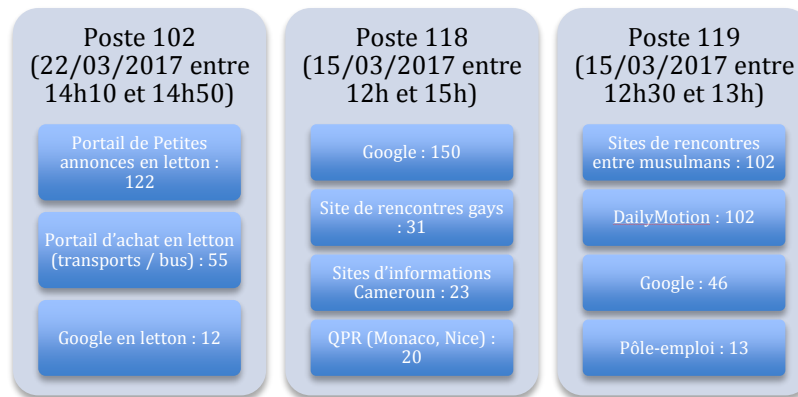 Poste 102
(22/03/2017 entre
14h10 et 14h50)
Portail de Petites
annonces en letton :
122
Portail d'achat en letton
(transports / bus) : 55
Google en letton : 12
Poste 118
(15/03/2017 entre
12h et 15h)
Google : 150
Site de rencontres gays
: 31
Sites d'informations
Cameroun : 23
QPR (Monaco, Nice) :
20
Poste 119
(15/03/2017 entre
12h30 et 13h)
Sites de rencontres
entre musulmans : 102
DailyMotion : 102
Google : 46
Pôle-emploi : 13